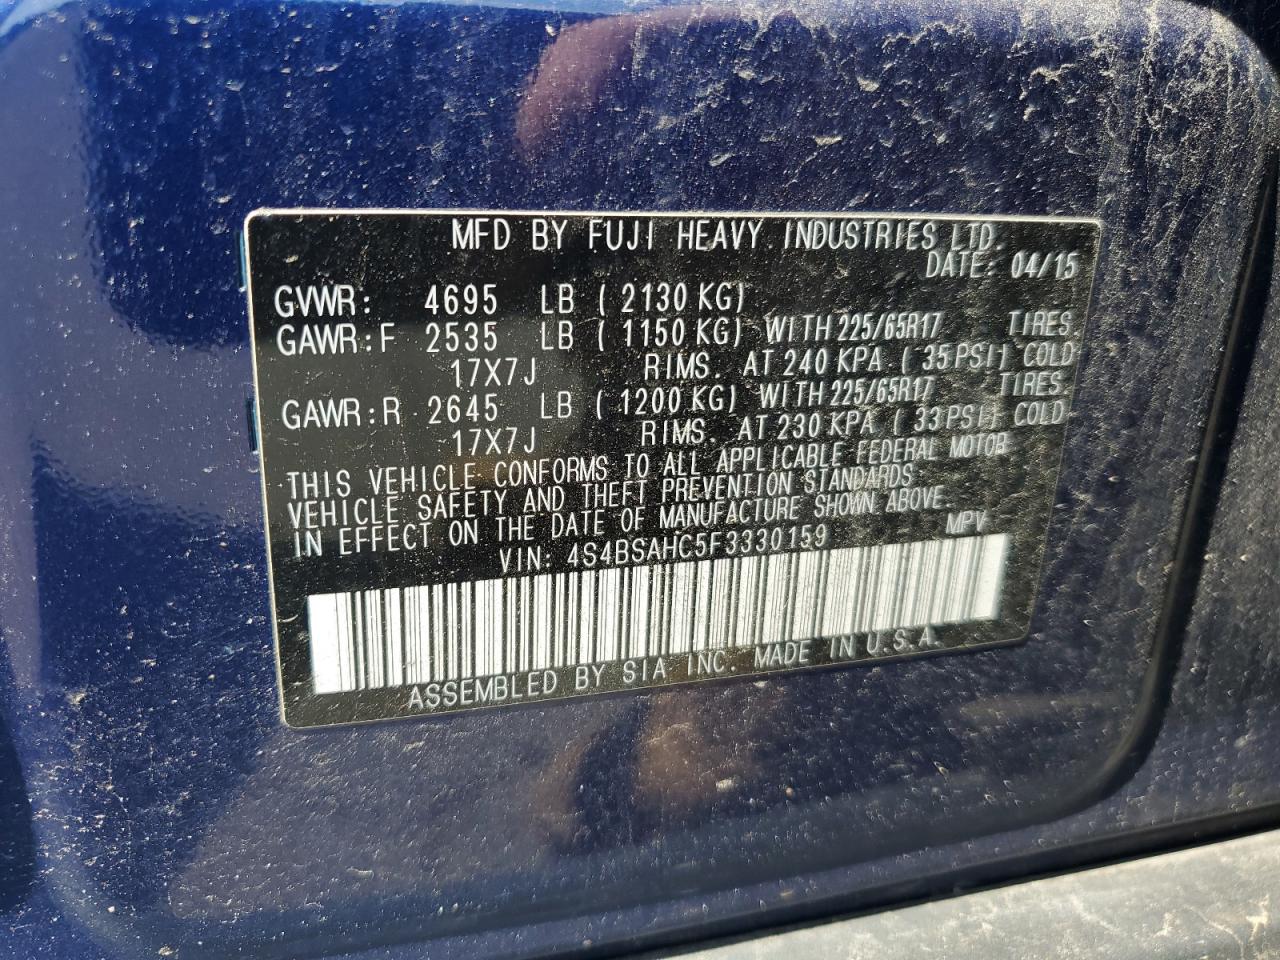 MFD BY FUJI HEAVY INDUSTRIES LTD.
DATE: 04/15
GVWR: 4695 LB ( 2130 KG)
GAWR:F 2535 LB ( 1150 KG) WITH 225/65R17 TIRES.
17X7J RIMS. AT 240 KPA ( 35 PSI) COLD
GAWR:R 2645 LB ( 1200 KG) WITH 225/65R17 TIRES.
17X7J RIMS. AT 230 KPA ( 33 PSI) COLD
THIS VEHICLE CONFORMS TO ALL APPLICABLE FEDERAL MOTOR
VEHICLE SAFETY AND THEFT PREVENTION STANDARDS
IN EFFECT ON THE DATE OF MANUFACTURE SHOWN ABOVE.
VIN: 4S4BSAHC5F3330159 MPV
ASSEMBLED BY SIA INC. MADE IN U.S.A.